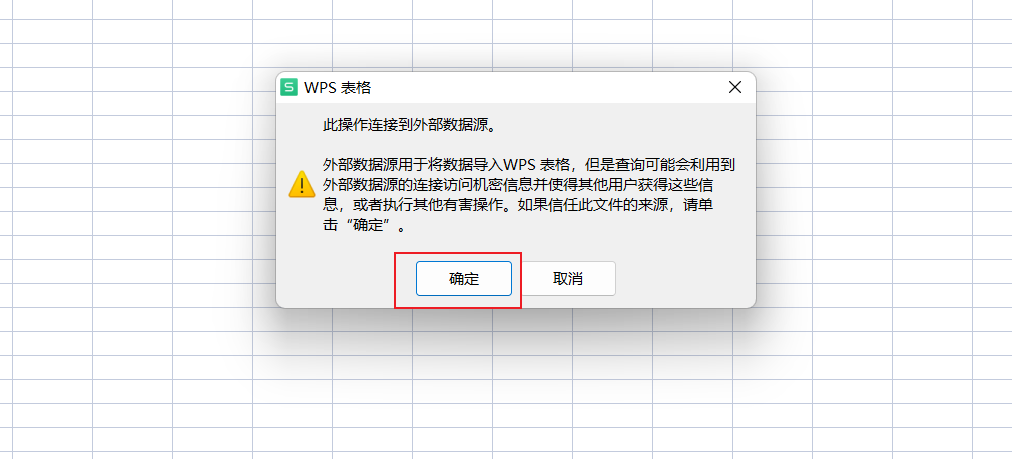 WPS 表格
此操作连接到外部数据源。
外部数据源用于将数据导入WPS 表格，但是查询可能会利用到
外部数据源的连接访问机密信息并使得其他用户获得这些信
息，或者执行其他有害操作。如果信任此文件的来源，请单
击“确定”。
确定
取消